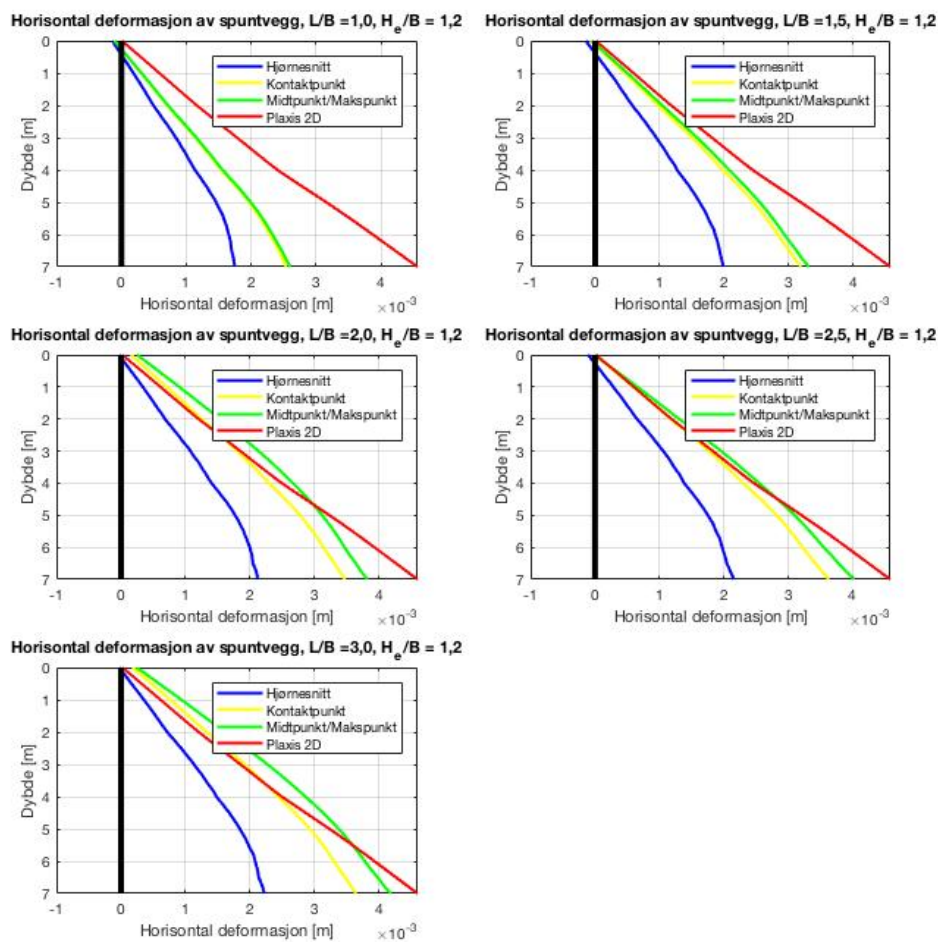 Horisontal deformasjon av spuntvegg, L/B =1,0, H_e/B = 1,2
0
1
2
3
4
5
6
7
Dybde [m]
Hjørnesnitt
Kontaktpunkt
Midtpunkt/Makspunkt
Plaxis 2D
-1 0 1 2 3 4
Horisontal deformasjon [m] ×10^-3
Horisontal deformasjon av spuntvegg, L/B =1,5, H_e/B = 1,2
0
1
2
3
4
5
6
7
Dybde [m]
Hjørnesnitt
Kontaktpunkt
Midtpunkt/Makspunkt
Plaxis 2D
-1 0 1 2 3 4
Horisontal deformasjon [m] ×10^-3
Horisontal deformasjon av spuntvegg, L/B =2,0, H_e/B = 1,2
0
1
2
3
4
5
6
7
Dybde [m]
Hjørnesnitt
Kontaktpunkt
Midtpunkt/Makspunkt
Plaxis 2D
-1 0 1 2 3 4
Horisontal deformasjon [m] ×10^-3
Horisontal deformasjon av spuntvegg, L/B =2,5, H_e/B = 1,2
0
1
2
3
4
5
6
7
Dybde [m]
Hjørnesnitt
Kontaktpunkt
Midtpunkt/Makspunkt
Plaxis 2D
-1 0 1 2 3 4
Horisontal deformasjon [m] ×10^-3
Horisontal deformasjon av spuntvegg, L/B =3,0, H_e/B = 1,2
0
1
2
3
4
5
6
7
Dybde [m]
Hjørnesnitt
Kontaktpunkt
Midtpunkt/Makspunkt
Plaxis 2D
-1 0 1 2 3 4
Horisontal deformasjon [m] ×10^-3